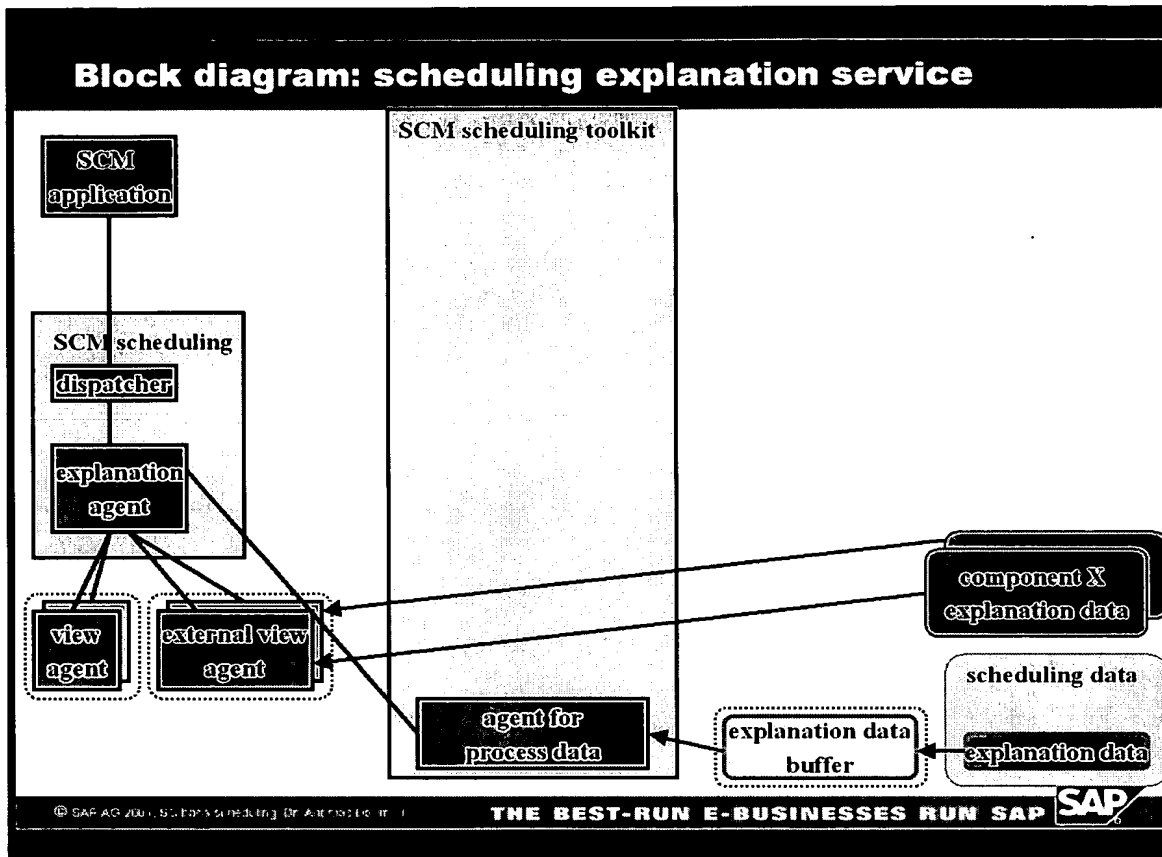 Block diagram: scheduling explanation service
SCM scheduling toolkit
SCM
application
SCM scheduling
dispatcher
explanation
agent
view
agent
external view
agent
component X
explanation data
scheduling data
explanation data
agent for
process data
explanation data
buffer
© SAP AG
THE BEST-RUN E-BUSINESSES RUN SAP
SAP